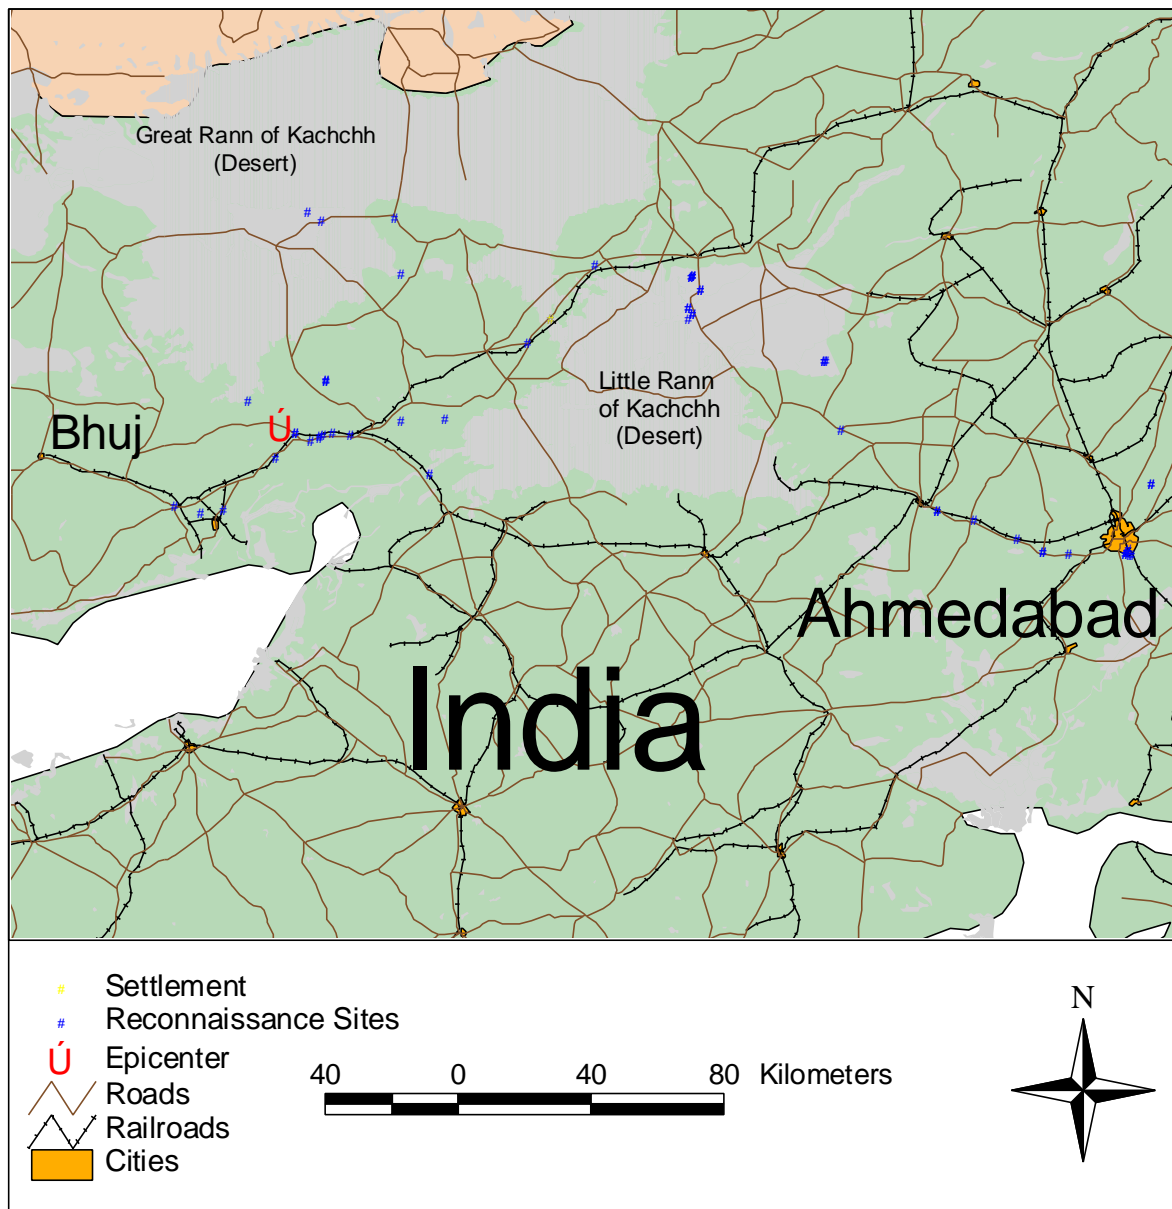 Great Rann of Kachchh
(Desert)
Little Rann
of Kachchh
(Desert)
Bhuj
Ú
Ahmedabad
India
# Settlement
# Reconnaissance Sites
Ú Epicenter
Roads
Railroads
Cities
40 0 40 80 Kilometers
N